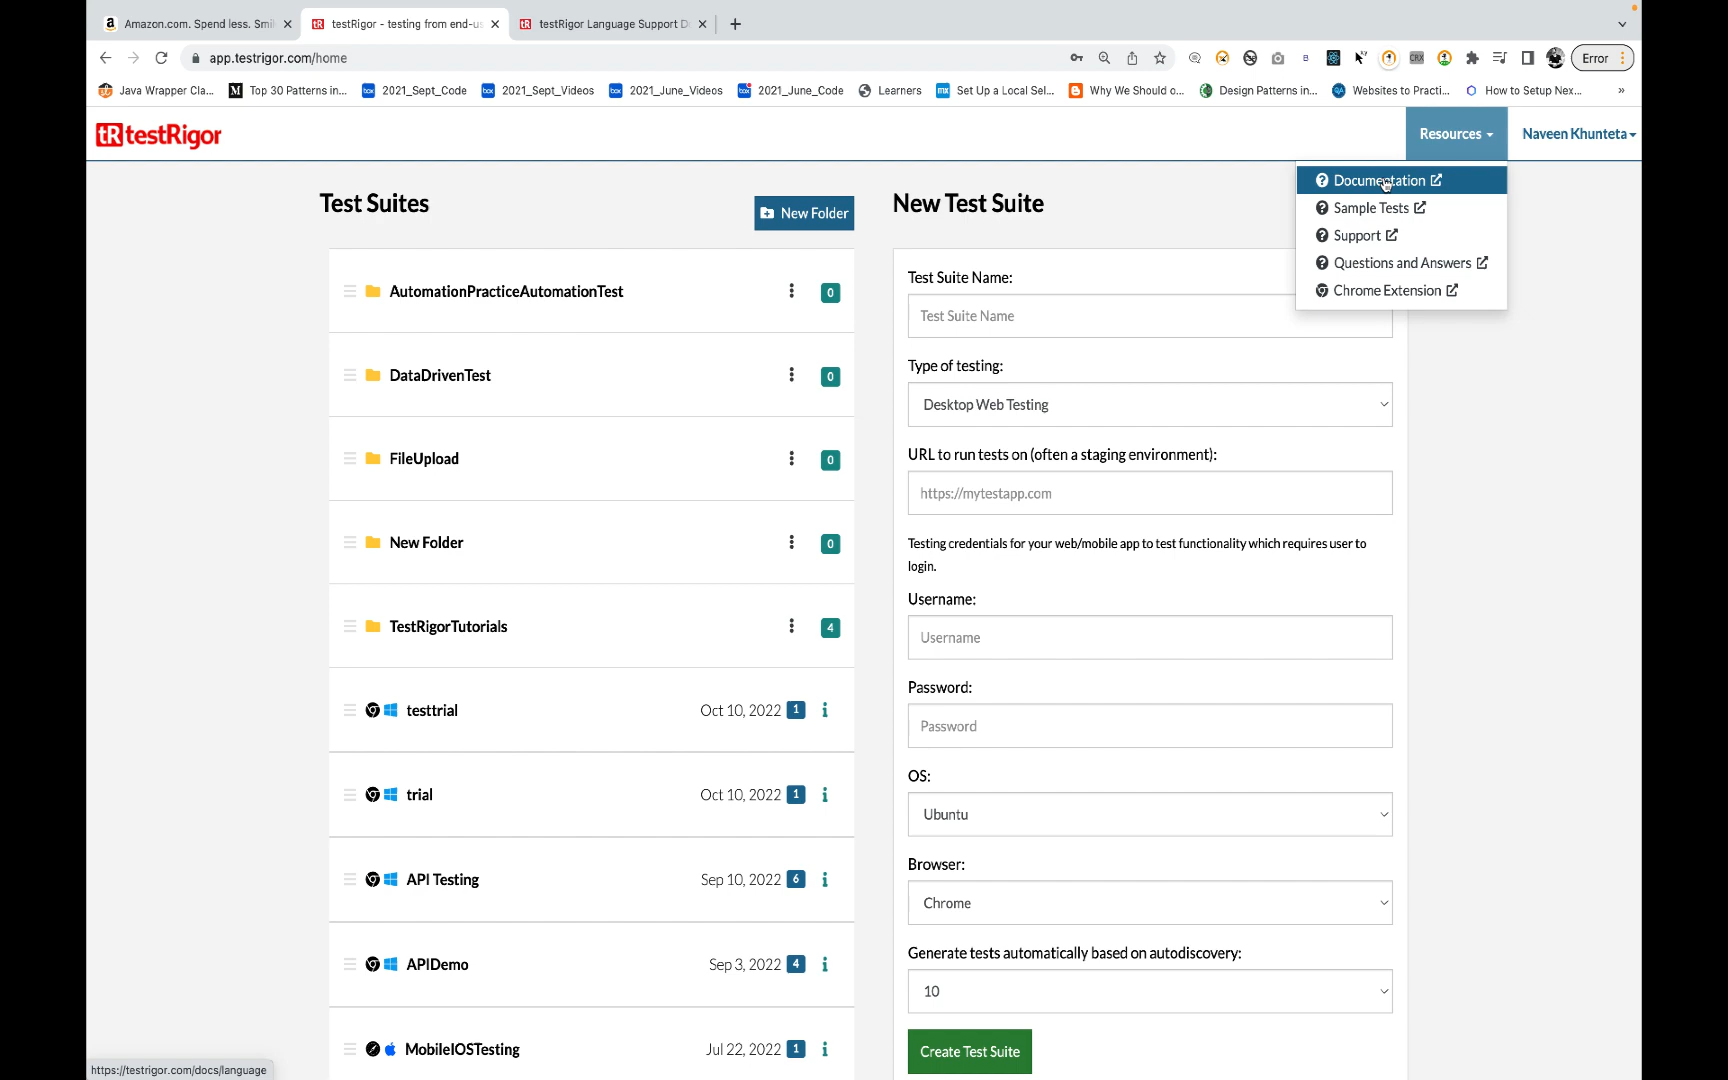 Amazon.com. Spend less. Smi
testRigor - testing from end-us
testRigor Language Support D
app.testrigor.com/home
Error
Java Wrapper Cla...
Top 30 Patterns in...
2021_Sept_Code
2021_Sept_Videos
2021_June_Videos
2021_June_Code
Learners
Set Up a Local Sel...
Why We Should o...
Design Patterns in...
Websites to Practi...
How to Setup Nex...
»
tR testRigor
Resources
Naveen Khunteta
Documentation
Sample Tests
Support
Questions and Answers
Chrome Extension
Test Suites
New Folder
New Test Suite
AutomationPracticeAutomationTest
0
DataDrivenTest
0
FileUpload
0
New Folder
0
TestRigorTutorials
4
testtrial
Oct 10, 2022
1
trial
Oct 10, 2022
1
API Testing
Sep 10, 2022
6
APIDemo
Sep 3, 2022
4
MobileIOSTesting
Jul 22, 2022
1
Test Suite Name:
Test Suite Name
Type of testing:
Desktop Web Testing
URL to run tests on (often a staging environment):
https://mytestapp.com
Testing credentials for your web/mobile app to test functionality which requires user to
login.
Username:
Username
Password:
Password
OS:
Ubuntu
Browser:
Chrome
Generate tests automatically based on autodiscovery:
10
Create Test Suite
https://testrigor.com/docs/language